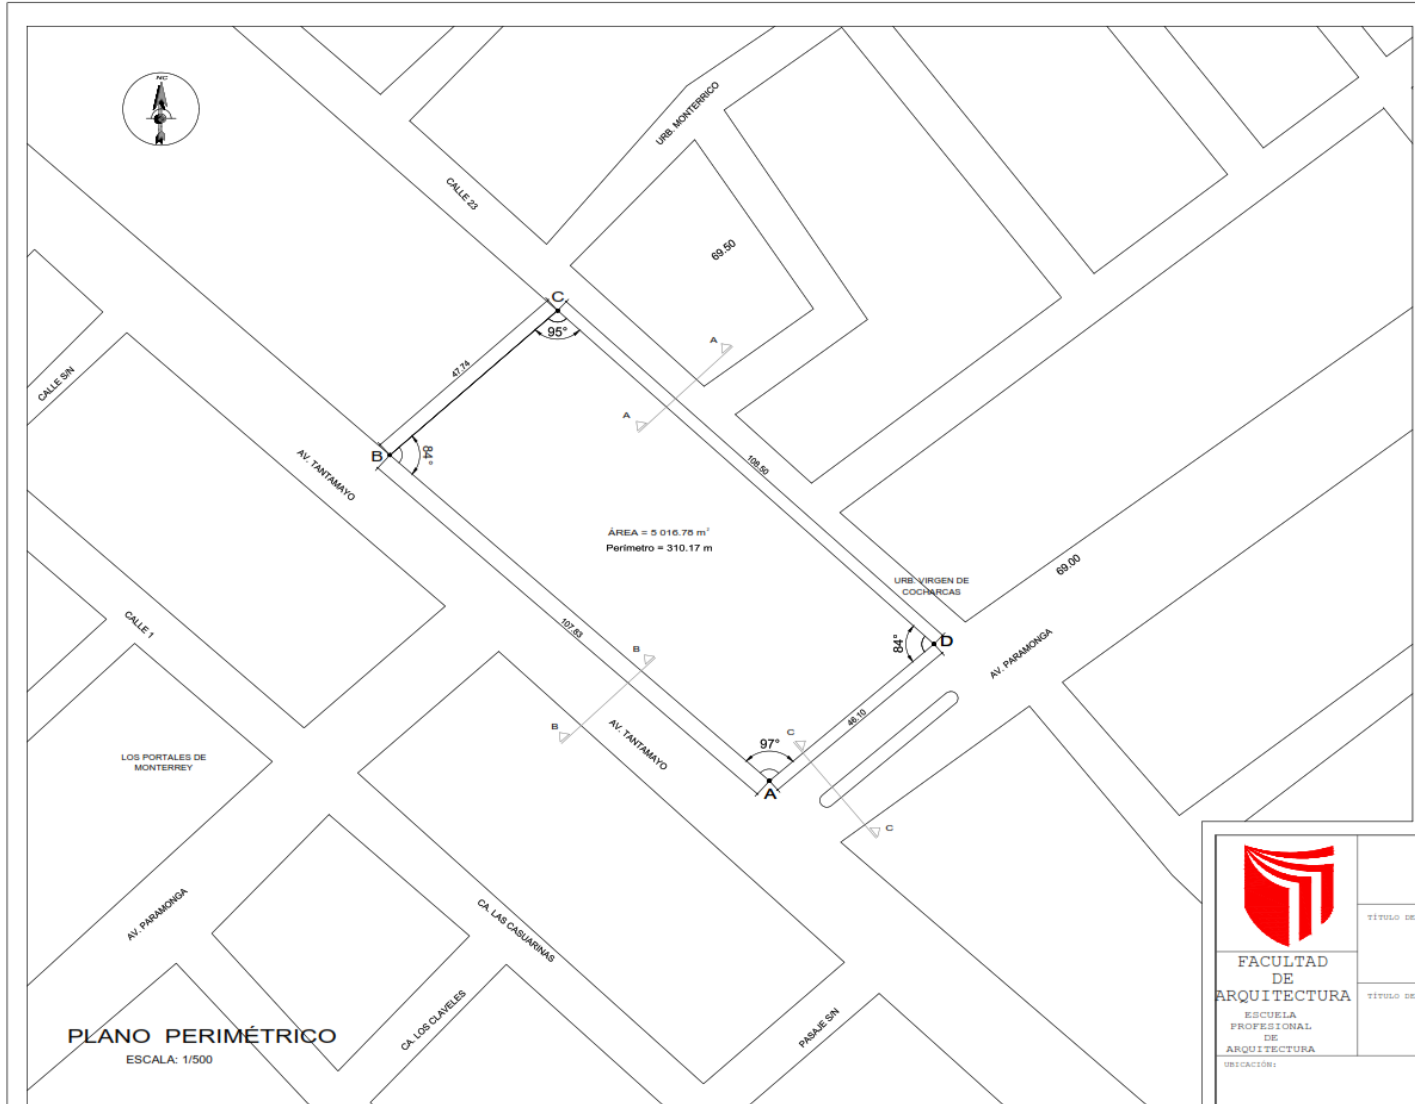 NC
URB. MONTERRICO
CALLE 23
69.50
C
95°
A
47.74
CALLE S/N
A
B
84°
AV. TANTAMAYO
108.50
ÁREA = 5 016.78 m²
Perímetro = 310.17 m
69.00
URB. VIRGEN DE
COCHARCAS
CALLE 1
107.83
84°
D
AV. PARAMONGA
B
B
46.10
C
AV. TANTAMAYO
97°
A
C
LOS PORTALES DE
MONTERREY
AV. PARAMONGA
CA. LAS CASUARINAS
CA. LOS CLAVELES
PASAJE S/N
PLANO PERIMÉTRICO
ESCALA: 1/500
TÍTULO DE
FACULTAD
DE
ARQUITECTURA
TÍTULO DE
ESCUELA
PROFESIONAL
DE
ARQUITECTURA
UBICACIÓN: